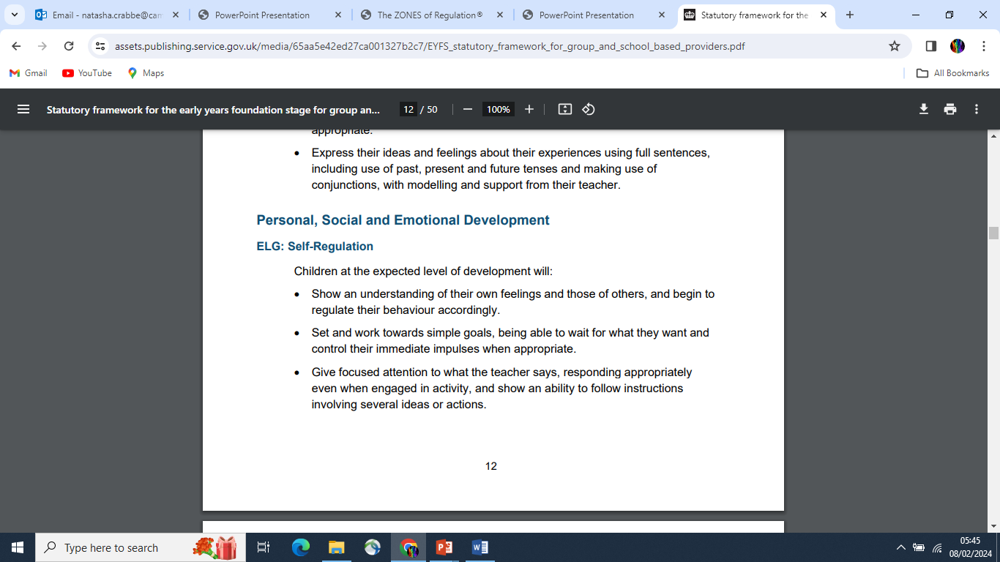 Email - natasha.crabbe@cam
PowerPoint Presentation
The ZONES of Regulation®
PowerPoint Presentation
Statutory framework for the
assets.publishing.service.gov.uk/media/65aa5e42ed27ca001327b2c7/EYFS_statutory_framework_for_group_and_school_based_providers.pdf
Gmail
YouTube
Maps
All Bookmarks
Statutory framework for the early years foundation stage for group an...
12 / 50
100%
appropriate.
• Express their ideas and feelings about their experiences using full sentences,
including use of past, present and future tenses and making use of
conjunctions, with modelling and support from their teacher.
Personal, Social and Emotional Development
ELG: Self-Regulation
Children at the expected level of development will:
• Show an understanding of their own feelings and those of others, and begin to
regulate their behaviour accordingly.
• Set and work towards simple goals, being able to wait for what they want and
control their immediate impulses when appropriate.
• Give focused attention to what the teacher says, responding appropriately
even when engaged in activity, and show an ability to follow instructions
involving several ideas or actions.
12
Type here to search
05:45
08/02/2024